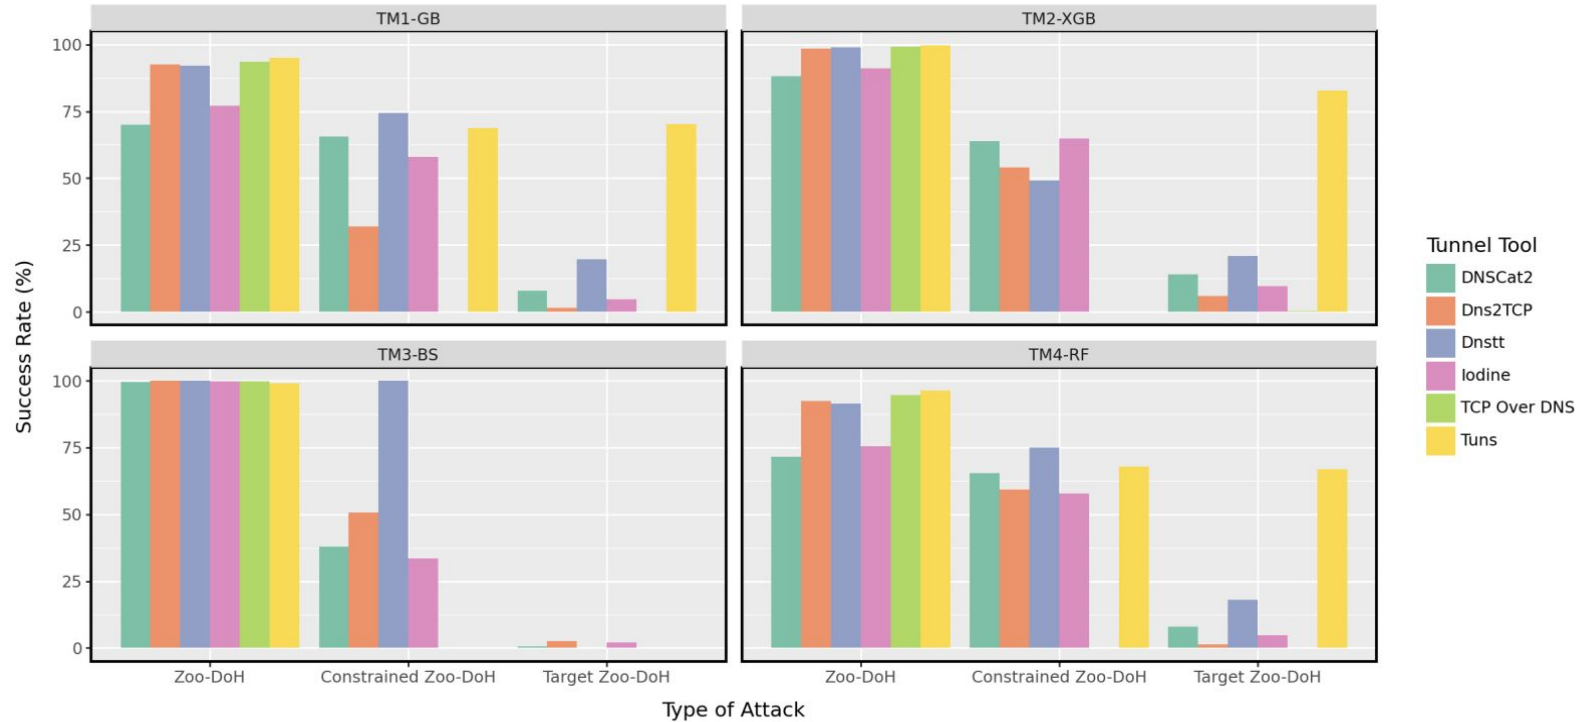 TM1-GB
TM2-XGB
100
75
50
25
0
TM3-BS
TM4-RF
100
75
50
25
0
Success Rate (%)
Zoo-DoH
Constrained Zoo-DoH
Target Zoo-DoH
Zoo-DoH
Constrained Zoo-DoH
Target Zoo-DoH
Type of Attack
Tunnel Tool
DNSCat2
Dns2TCP
Dnstt
Iodine
TCP Over DNS
Tuns